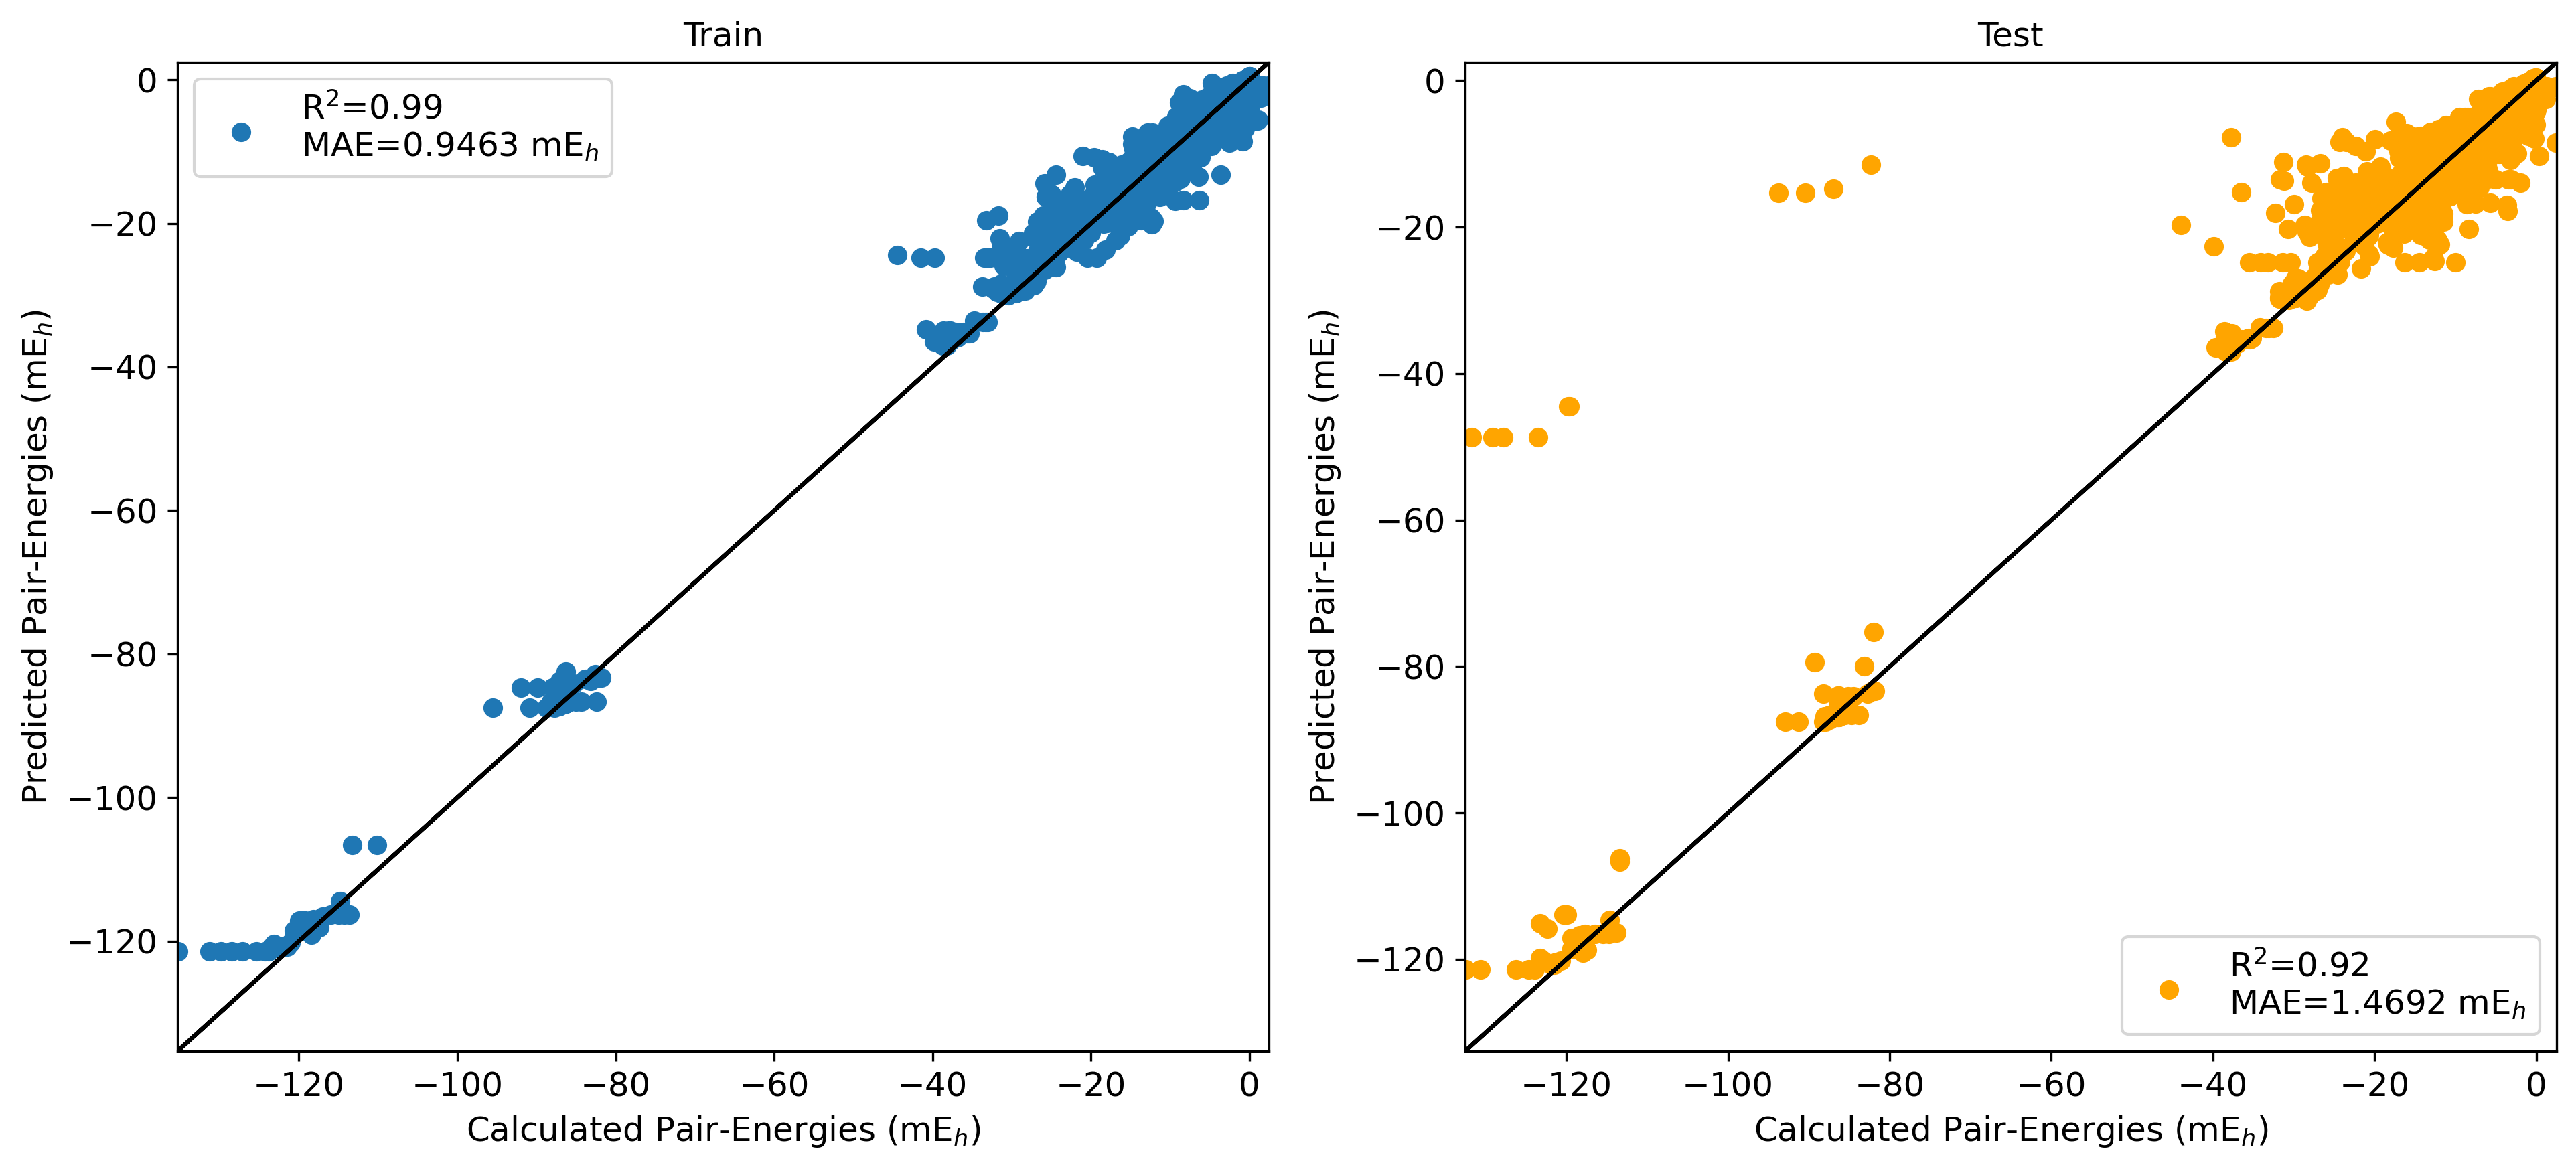 Train
R²=0.99
MAE=0.9463 mEₕ
0
−20
−40
−60
−80
−100
−120
Predicted Pair-Energies (mEₕ)
−120 −100 −80 −60 −40 −20 0
Calculated Pair-Energies (mEₕ)
Test
0
−20
−40
−60
−80
−100
−120
Predicted Pair-Energies (mEₕ)
R²=0.92
MAE=1.4692 mEₕ
−120 −100 −80 −60 −40 −20 0
Calculated Pair-Energies (mEₕ)